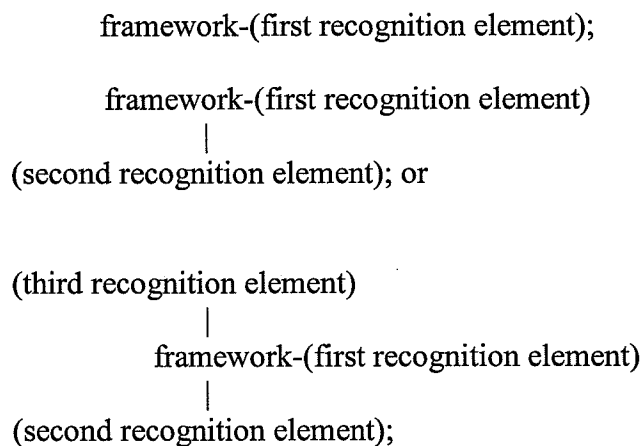 framework-(first recognition element);
framework-(first recognition element)
|
(second recognition element); or
(third recognition element)
|
framework-(first recognition element)
|
(second recognition element);